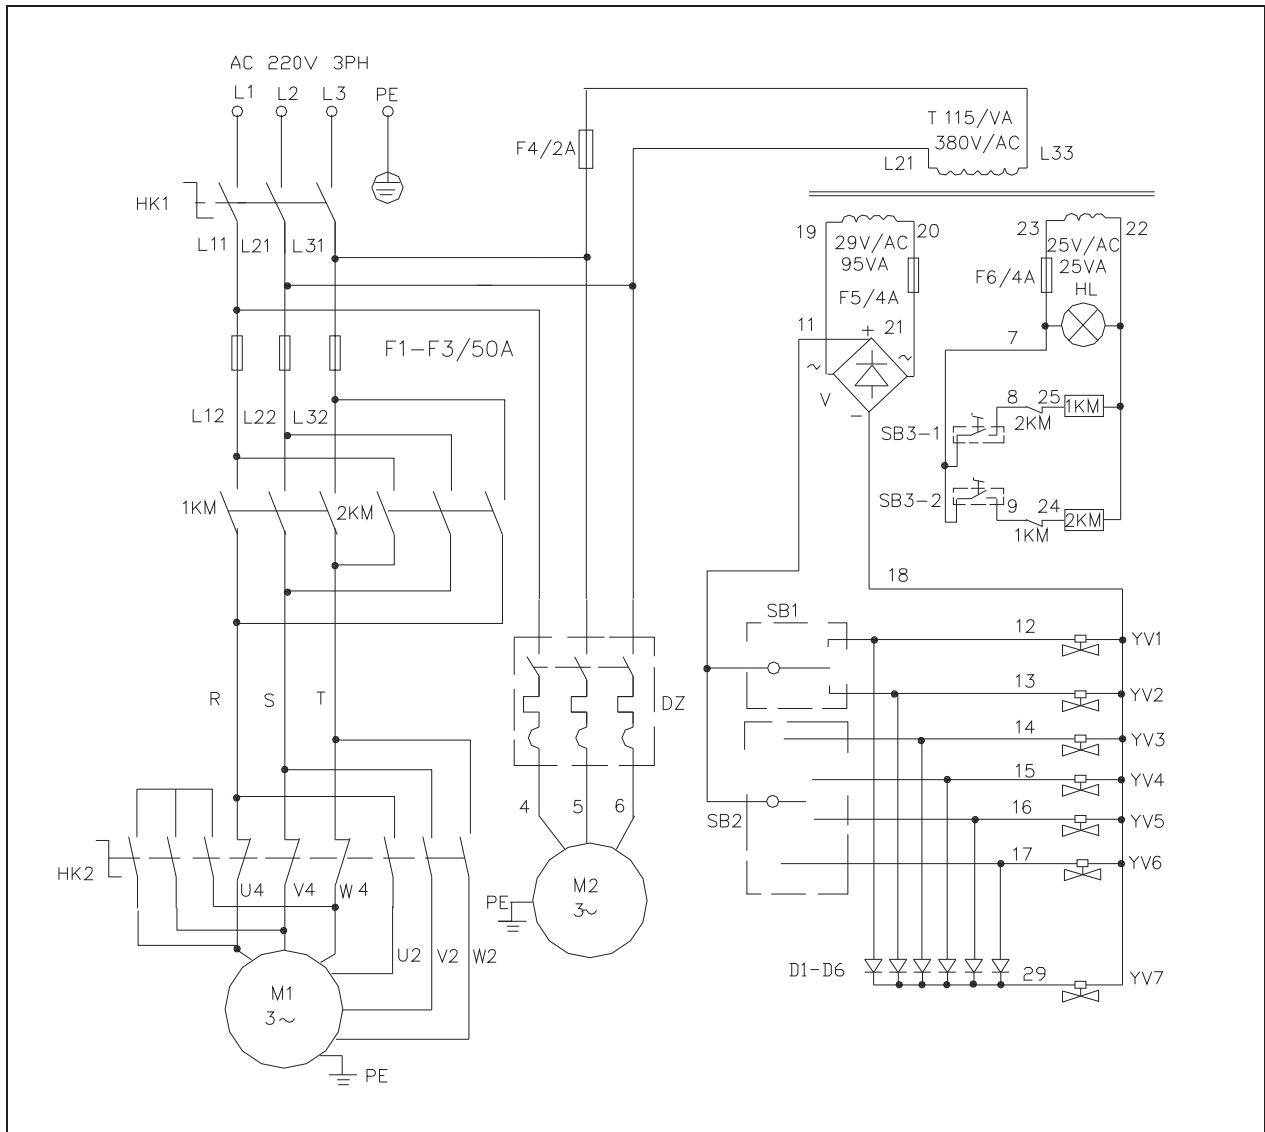 AC 220V 3PH
L1 L2 L3 PE
F4/2A
T 115/VA
380V/AC
L21 L33
HK1
L11 L21 L31
19 20
29V/AC
95VA
F5/4A
23 22
25V/AC
25VA
F6/4A
HL
F1-F3/50A
11 + 21
~ ~
V
-
7
L12 L22 L32
8 25 1KM
2KM
SB3-1
SB3-2
9 24 2KM
1KM
1KM 2KM
18
SB1
12 YV1
13 YV2
R S T
DZ
14 YV3
15 YV4
4 5 6
SB2
16 YV5
17 YV6
HK2
U4 V4 W4
M2
3~
PE
U2 V2 W2
D1-D6
29 YV7
M1
3~
PE